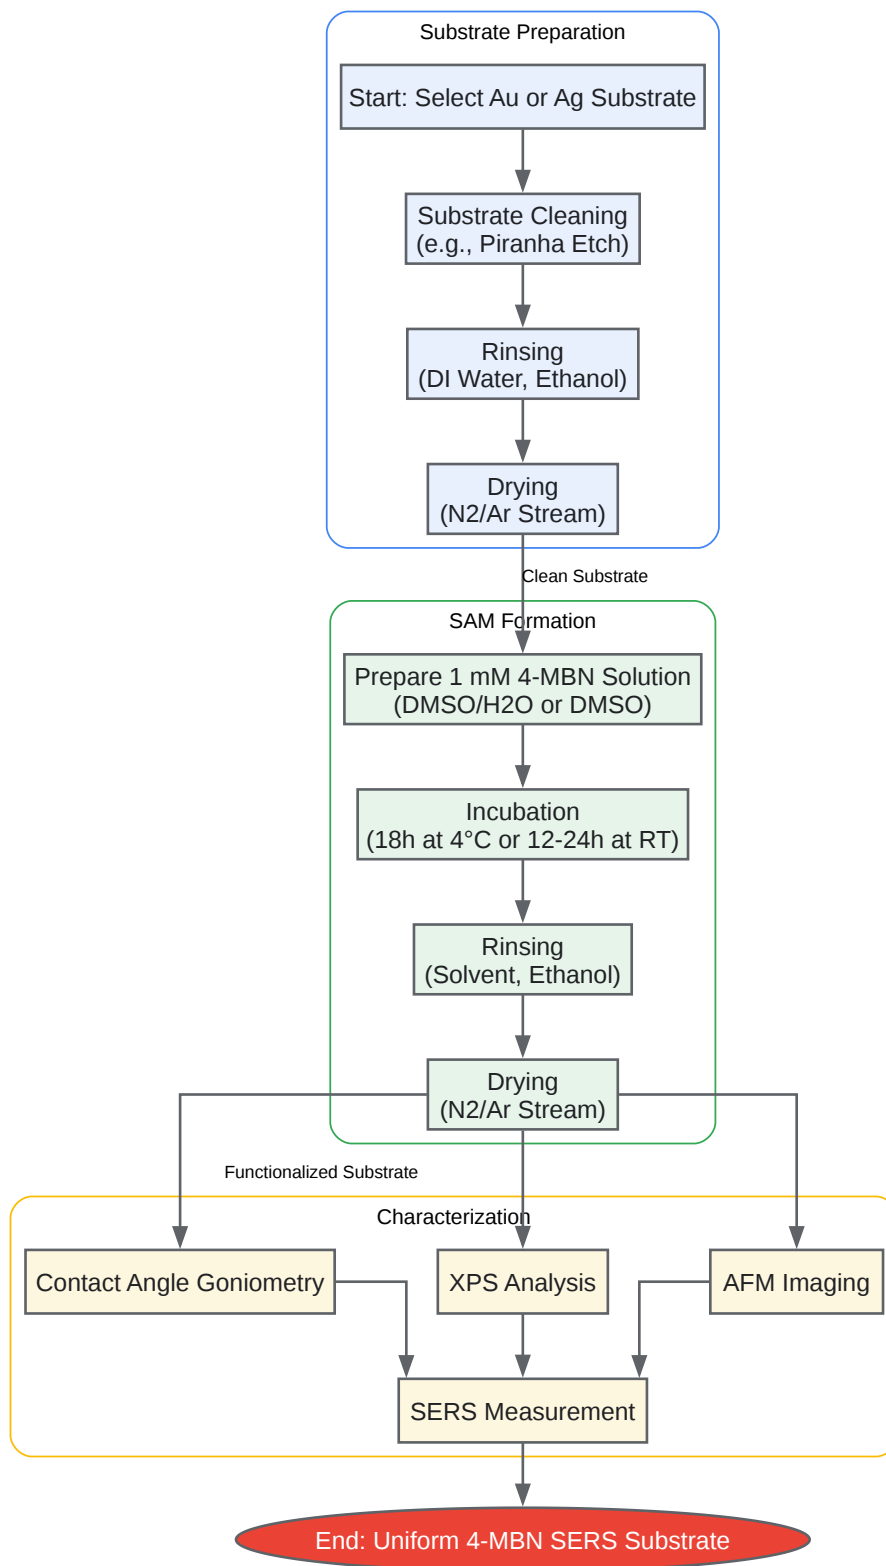 Substrate Preparation
Start: Select Au or Ag Substrate
Substrate Cleaning
(e.g., Piranha Etch)
Rinsing
(DI Water, Ethanol)
Drying
(N2/Ar Stream)
Clean Substrate
SAM Formation
Prepare 1 mM 4-MBN Solution
(DMSO/H2O or DMSO)
Incubation
(18h at 4°C or 12-24h at RT)
Rinsing
(Solvent, Ethanol)
Drying
(N2/Ar Stream)
Functionalized Substrate
Characterization
Contact Angle Goniometry
XPS Analysis
AFM Imaging
SERS Measurement
End: Uniform 4-MBN SERS Substrate